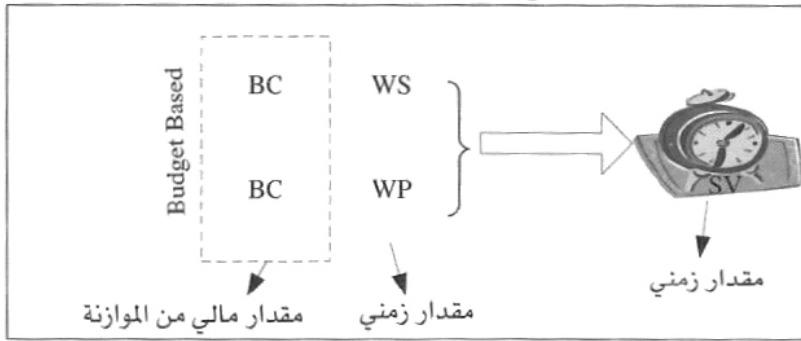 Budget Based
BC WS
BC WP
SV
مقدار زمني
مقدار مالي من الموازنة
مقدار زمني